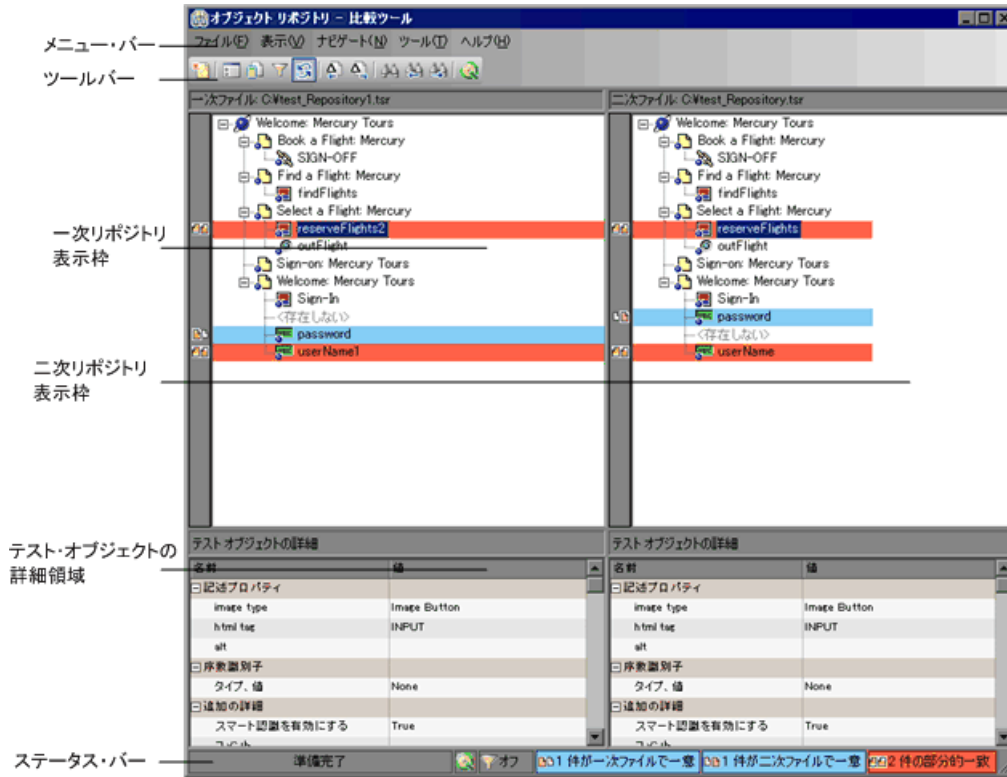 オブジェクト リポジトリ - 比較ツール
メニュー・バー
ファイル(F) 表示(V) ナビゲート(N) ツール(T) ヘルプ(H)
ツールバー
一次ファイル: C:¥test_Repository1.tsr
二次ファイル: C:¥test_Repository.tsr
Welcome: Mercury Tours
Book a Flight: Mercury
SIGN-OFF
Find a Flight: Mercury
findFlights
Select a Flight: Mercury
reserveFlights2
outFlight
Sign-on: Mercury Tours
Welcome: Mercury Tours
Sign-In
<存在しない>
password
userName1
Welcome: Mercury Tours
Book a Flight: Mercury
SIGN-OFF
Find a Flight: Mercury
findFlights
Select a Flight: Mercury
reserveFlights
outFlight
Sign-on: Mercury Tours
Welcome: Mercury Tours
Sign-In
password
<存在しない>
userName
一次リポジトリ
表示枠
二次リポジトリ
表示枠
テスト・オブジェクトの
詳細領域
テスト オブジェクトの詳細
名前 値
記述プロパティ
image type Image Button
html tag INPUT
alt
序数識別子
タイプ、値 None
追加の詳細
スマート認識を有効にする True
テスト オブジェクトの詳細
名前 値
記述プロパティ
image type Image Button
html tag INPUT
alt
序数識別子
タイプ、値 None
追加の詳細
スマート認識を有効にする True
ステータス・バー
準備完了 オフ 1 件が一次ファイルで一意 1 件が二次ファイルで一意 2 件の部分的一致